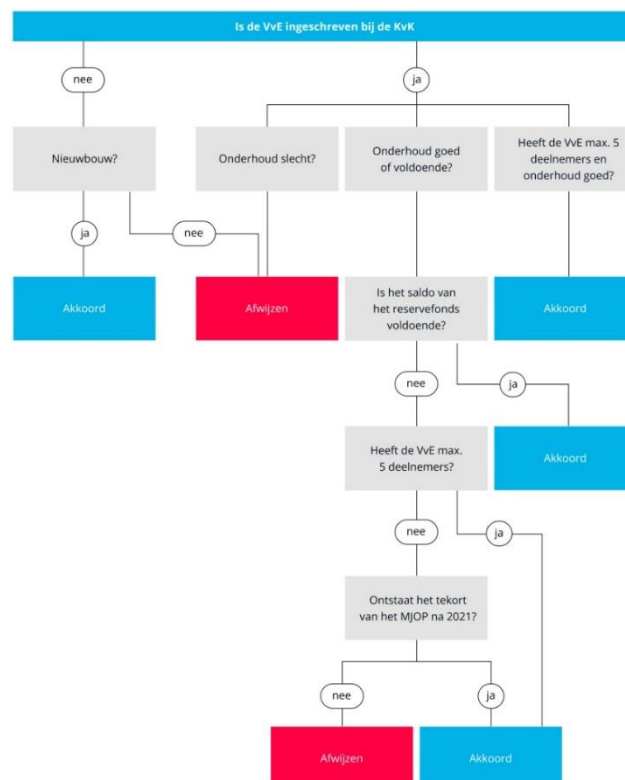 Is de VvE ingeschreven bij de KvK
nee
ja
Nieuwbouw?
Onderhoud slecht?
Onderhoud goed
of voldoende?
Heeft de VvE max. 5
deelnemers en
onderhoud goed?
ja
nee
Akkoord
Afwijzen
Is het saldo van
het reservefonds
voldoende?
Akkoord
nee
ja
Heeft de VvE max.
5 deelnemers?
Akkoord
nee
ja
Ontstaat het tekort
van het MJOP na 2021?
nee
ja
Afwijzen
Akkoord